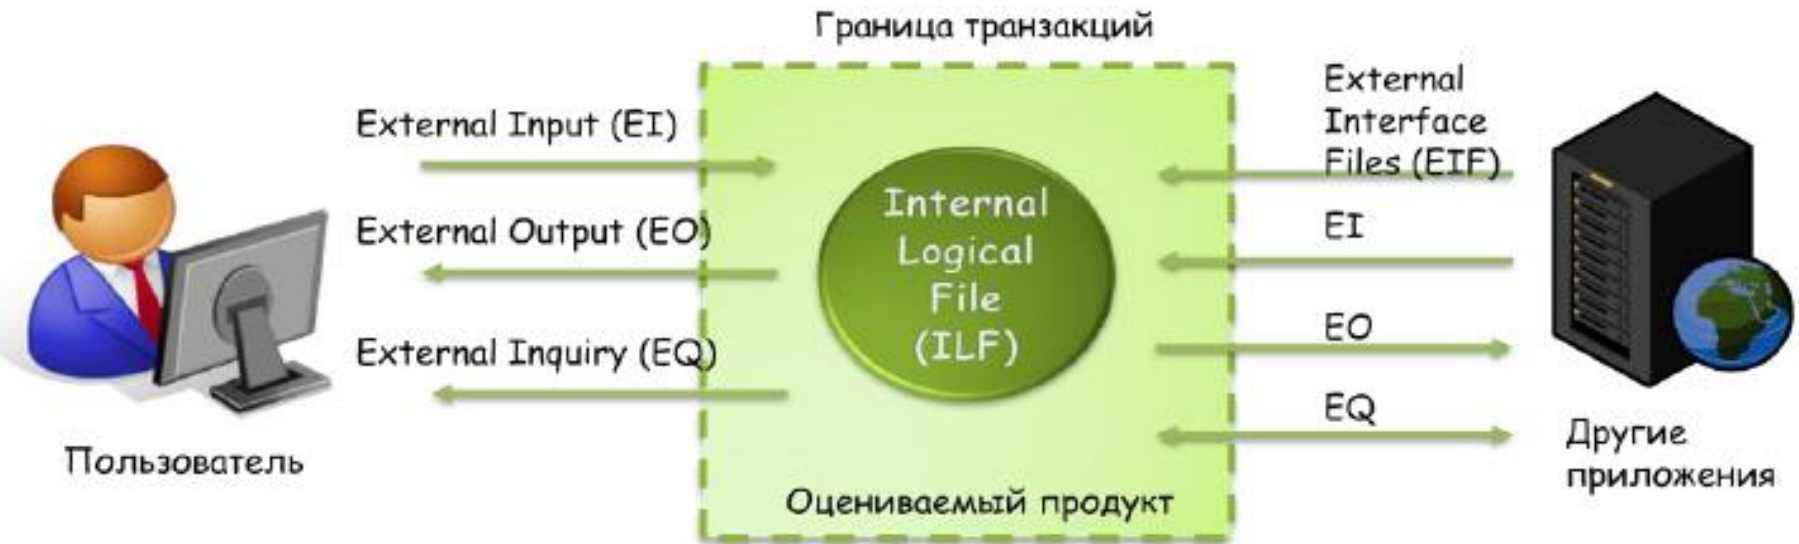 Граница транзакций
External Input (EI)
External Output (EO)
External Inquiry (EQ)
Пользователь
Internal
Logical
File
(ILF)
Оцениваемый продукт
External
Interface
Files (EIF)
EI
EO
EQ
Другие
приложения